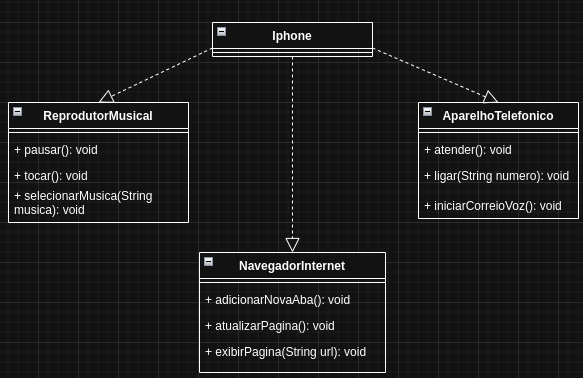 Iphone
ReprodutorMusical
+ pausar(): void
+ tocar(): void
+ selecionarMusica(String
musica): void
AparelhoTelefonico
+ atender(): void
+ ligar(String numero): void
+ iniciarCorreioVoz(): void
NavegadorInternet
+ adicionarNovaAba(): void
+ atualizarPagina(): void
+ exibirPagina(String url): void